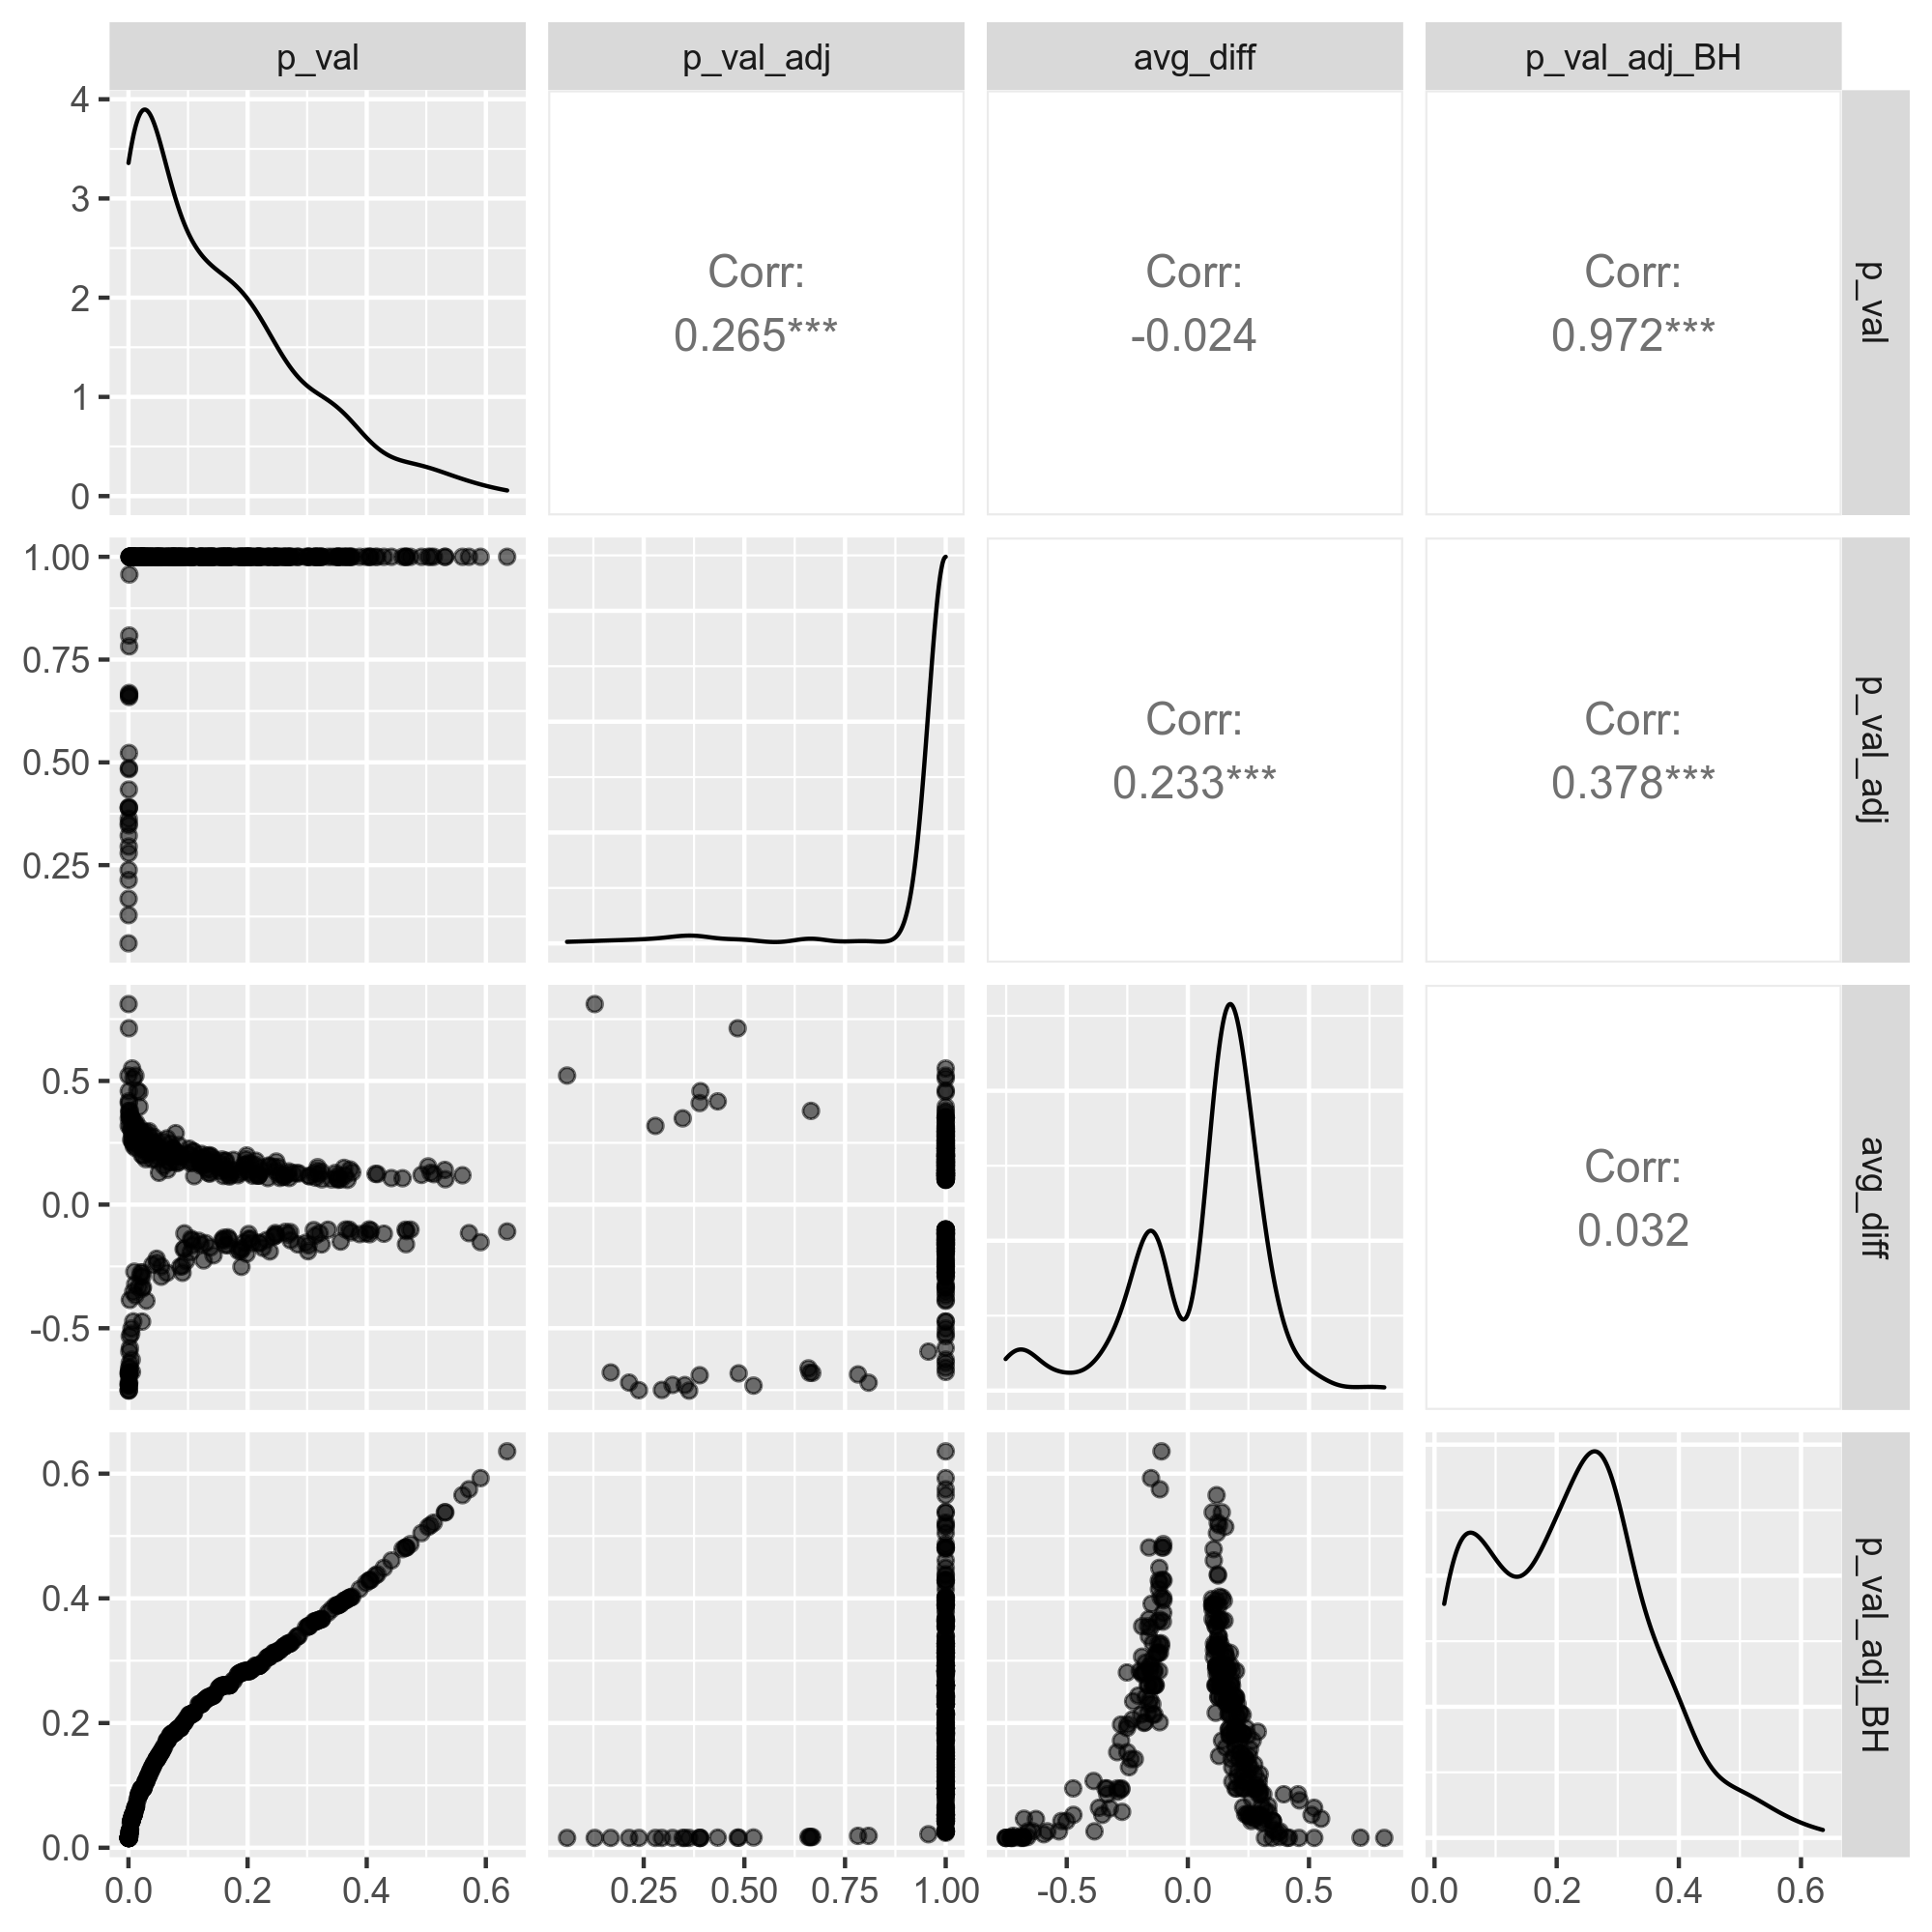 p_val
p_val_adj
avg_diff
p_val_adj_BH
4
3
2
1
0
Corr:
0.265***
Corr:
-0.024
Corr:
0.972***
p_val
1.00
0.75
0.50
0.25
Corr:
0.233***
Corr:
0.378***
p_val_adj
0.5
0.0
-0.5
Corr:
0.032
avg_diff
0.6
0.4
0.2
0.0
p_val_adj_BH
0.0 0.2 0.4 0.6
0.25 0.50 0.75 1.00
-0.5 0.0 0.5
0.0 0.2 0.4 0.6